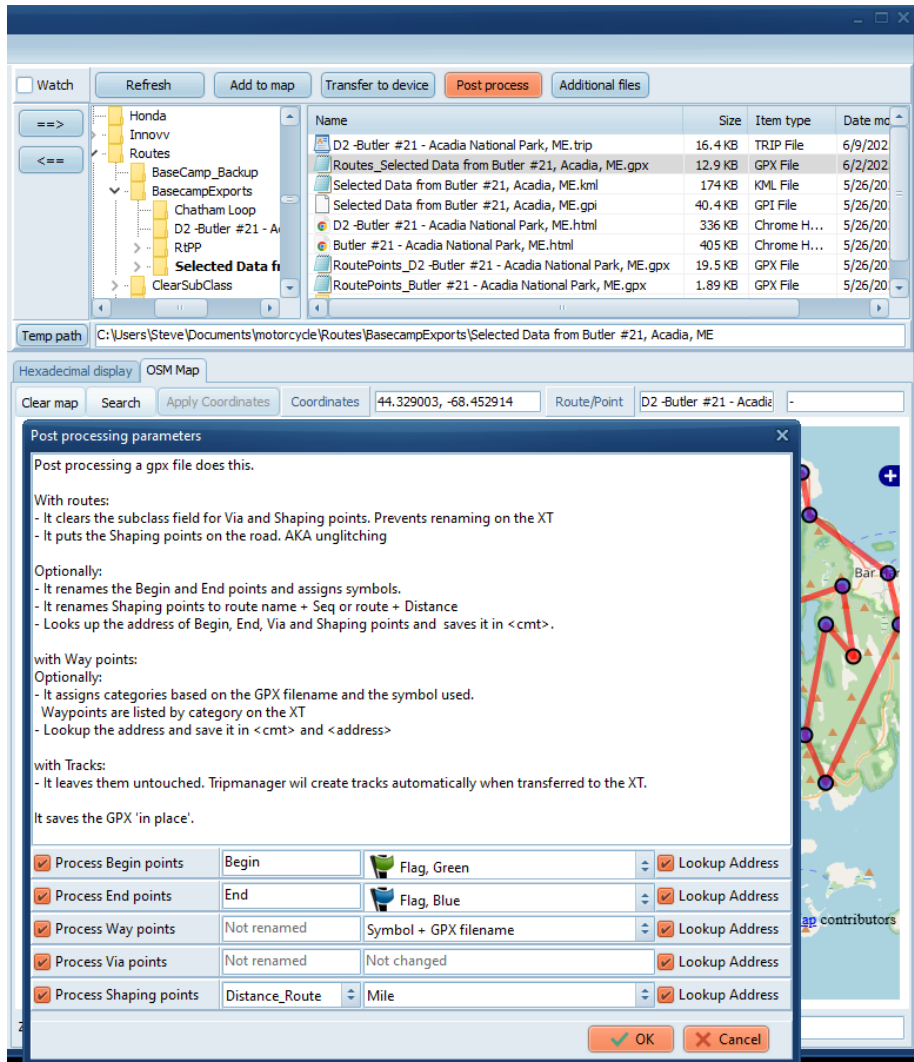 Watch
Refresh
Add to map
Transfer to device
Post process
Additional files
==>
<==
Honda
Innovv
Routes
BaseCamp_Backup
BasecampExports
Chatham Loop
D2 -Butler #21 - A
RtPP
Selected Data f
ClearSubClass
Name Size Item type Date mo
D2 -Butler #21 - Acadia National Park, ME.trip 16.4 KB TRIP File 6/9/202
Routes_Selected Data from Butler #21, Acadia, ME.gpx 12.9 KB GPX File 6/2/202
Selected Data from Butler #21, Acadia, ME.kml 174 KB KML File 5/26/20
Selected Data from Butler #21, Acadia, ME.gpi 40.4 KB GPI File 5/26/20
D2 -Butler #21 - Acadia National Park, ME.html 336 KB Chrome H... 5/26/20
Butler #21 - Acadia National Park, ME.html 405 KB Chrome H... 5/26/20
RoutePoints_D2 -Butler #21 - Acadia National Park, ME.gpx 19.5 KB GPX File 5/26/20
RoutePoints_Butler #21 - Acadia National Park, ME.gpx 1.89 KB GPX File 5/26/20
Temp path C:\Users\Steve\Documents\motorcycle\Routes\BasecampExports\Selected Data from Butler #21, Acadia, ME
Hexadecimal display OSM Map
Clear map Search Apply Coordinates Coordinates 44.329003, -68.452914 Route/Point D2 -Butler #21 - Acadia -
Post processing parameters
Post processing a gpx file does this.
With routes:
- It clears the subclass field for Via and Shaping points. Prevents renaming on the XT
- It puts the Shaping points on the road. AKA unglitching
Optionally:
- It renames the Begin and End points and assigns symbols.
- It renames Shaping points to route name + Seq or route + Distance
- Looks up the address of Begin, End, Via and Shaping points and  saves it in <cmt>.
with Way points:
Optionally:
- It assigns categories based on the GPX filename and the symbol used.
Waypoints are listed by category on the XT
- Lookup the address and save it in <cmt> and <address>
with Tracks:
- It leaves them untouched. Tripmanager wil create tracks automatically when transferred to the XT.
It saves the GPX 'in place'.
Process Begin points Begin Flag, Green Lookup Address
Process End points End Flag, Blue Lookup Address
Process Way points Not renamed Symbol + GPX filename Lookup Address
Process Via points Not renamed Not changed Lookup Address
Process Shaping points Distance_Route Mile Lookup Address
OK Cancel
Bar
ap contributors
Z